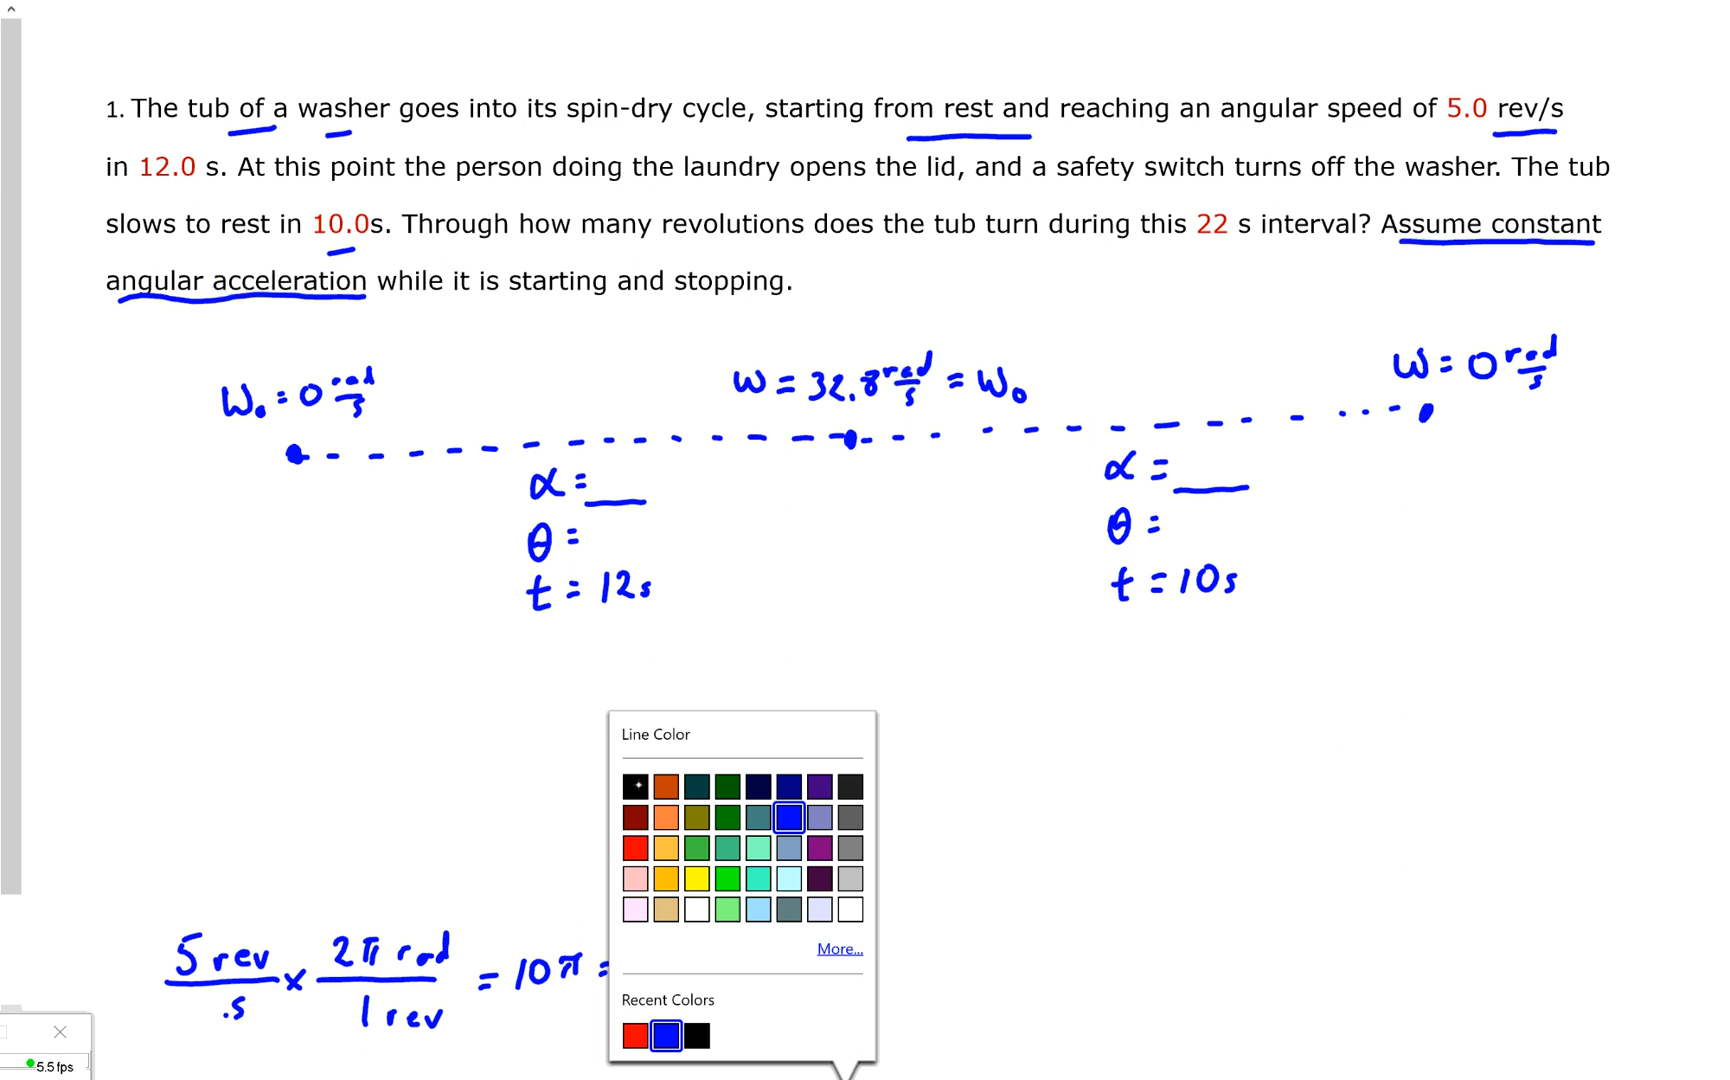 1. The tub of a washer goes into its spin-dry cycle, starting from rest and reaching an angular speed of 5.0 rev/s
in 12.0 s. At this point the person doing the laundry opens the lid, and a safety switch turns off the washer. The tub
slows to rest in 10.0s. Through how many revolutions does the tub turn during this 22 s interval? Assume constant
angular acceleration while it is starting and stopping.
W₀ = 0 rad/s
w = 32.8 rad/s = W₀
W = 0 rad/s
α = __
θ =
t = 12s
α = __
θ =
t = 10s
Line Color
More...
Recent Colors
5 rev/s × 2π rad/1 rev = 10π =
5.5 fps